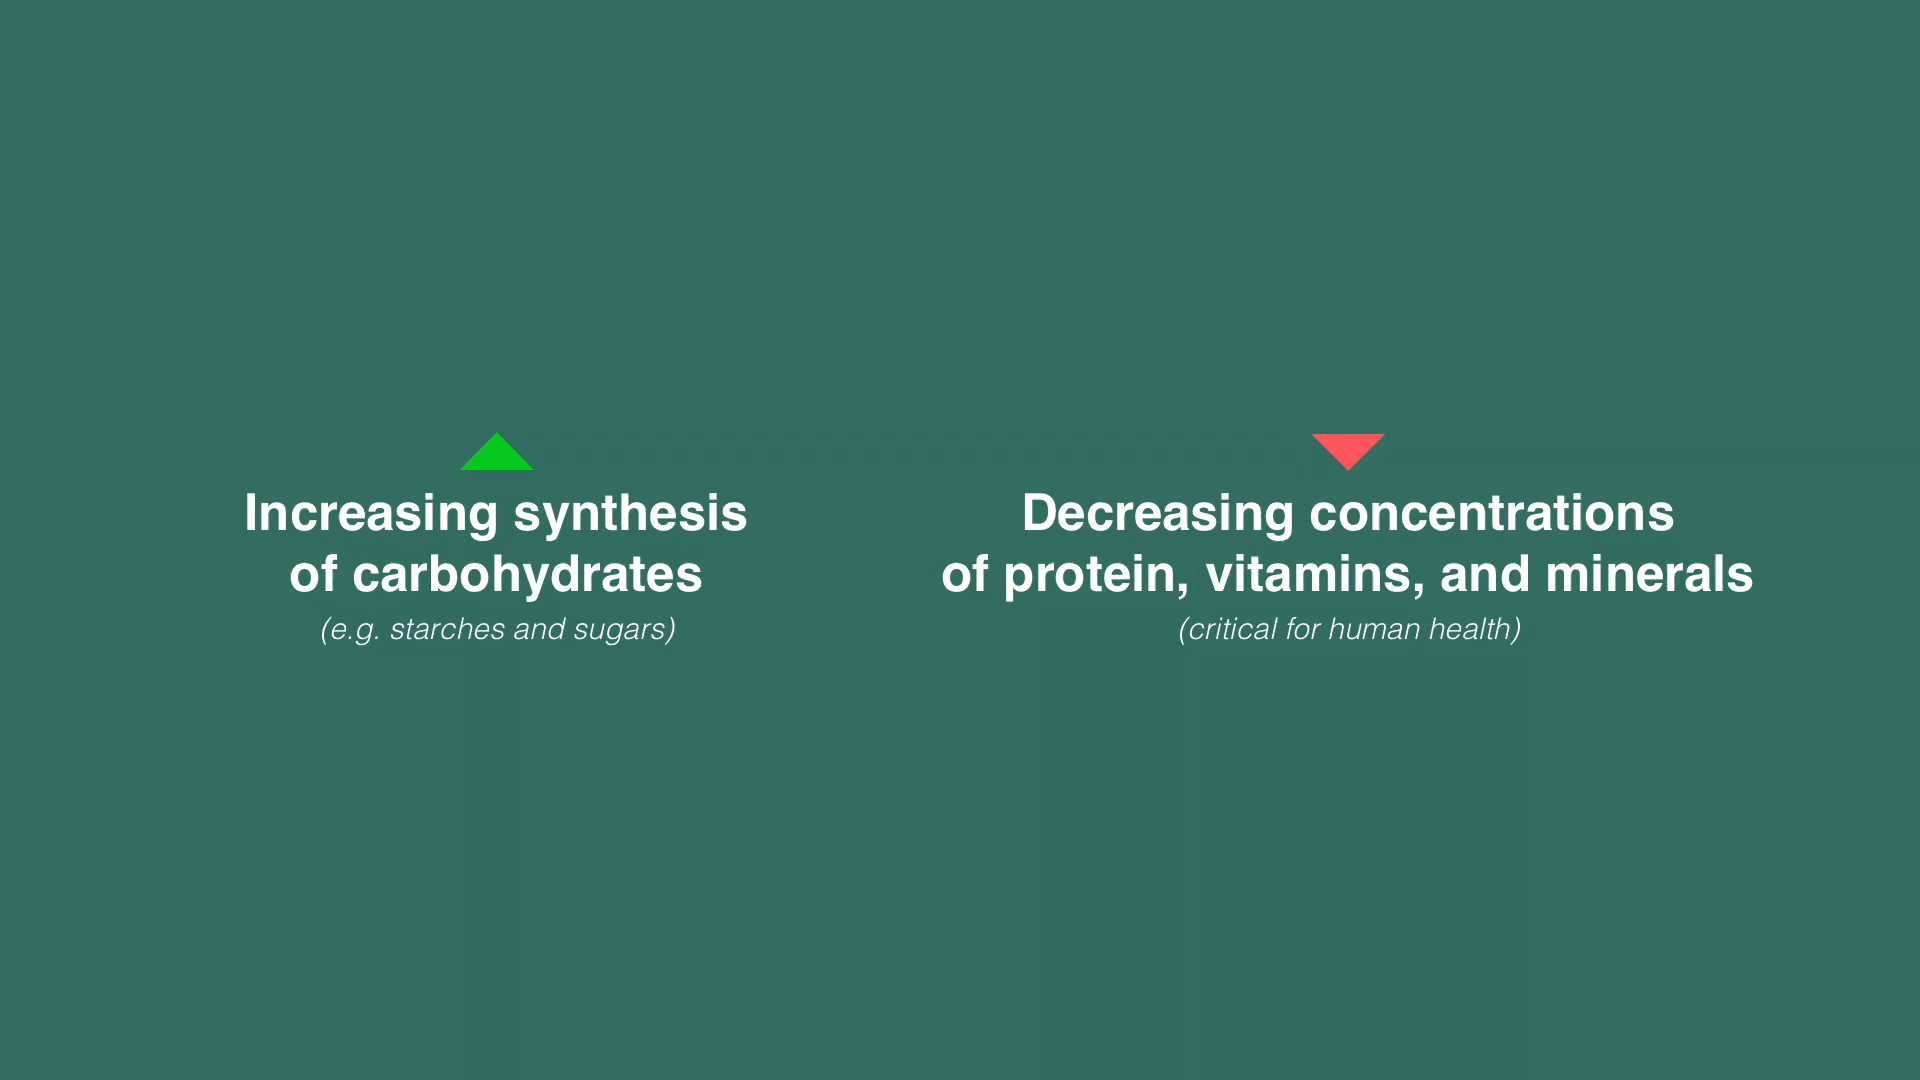 Increasing synthesis
of carbohydrates
(e.g. starches and sugars)
Decreasing concentrations
of protein, vitamins, and minerals
(critical for human health)